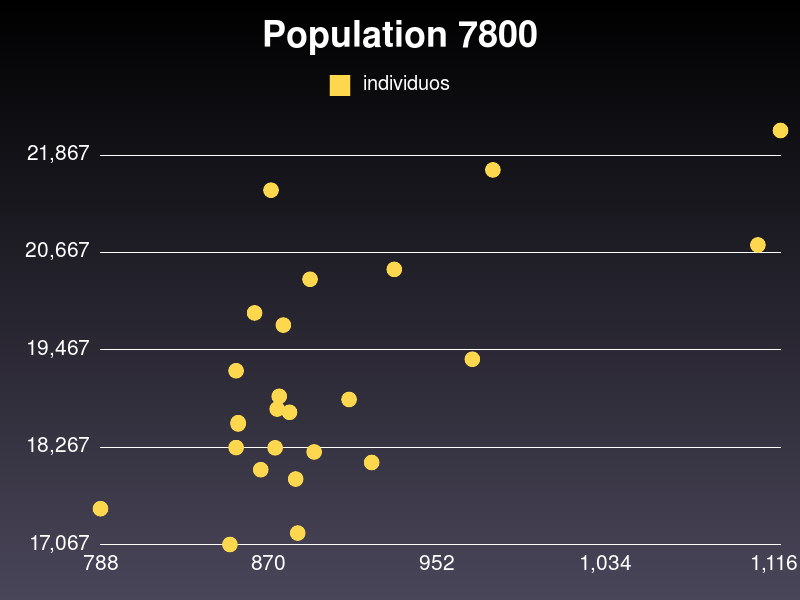 Population 7800
individuos
21,867
20,667
19,467
18,267
17,067
788 870 952 1,034 1,116